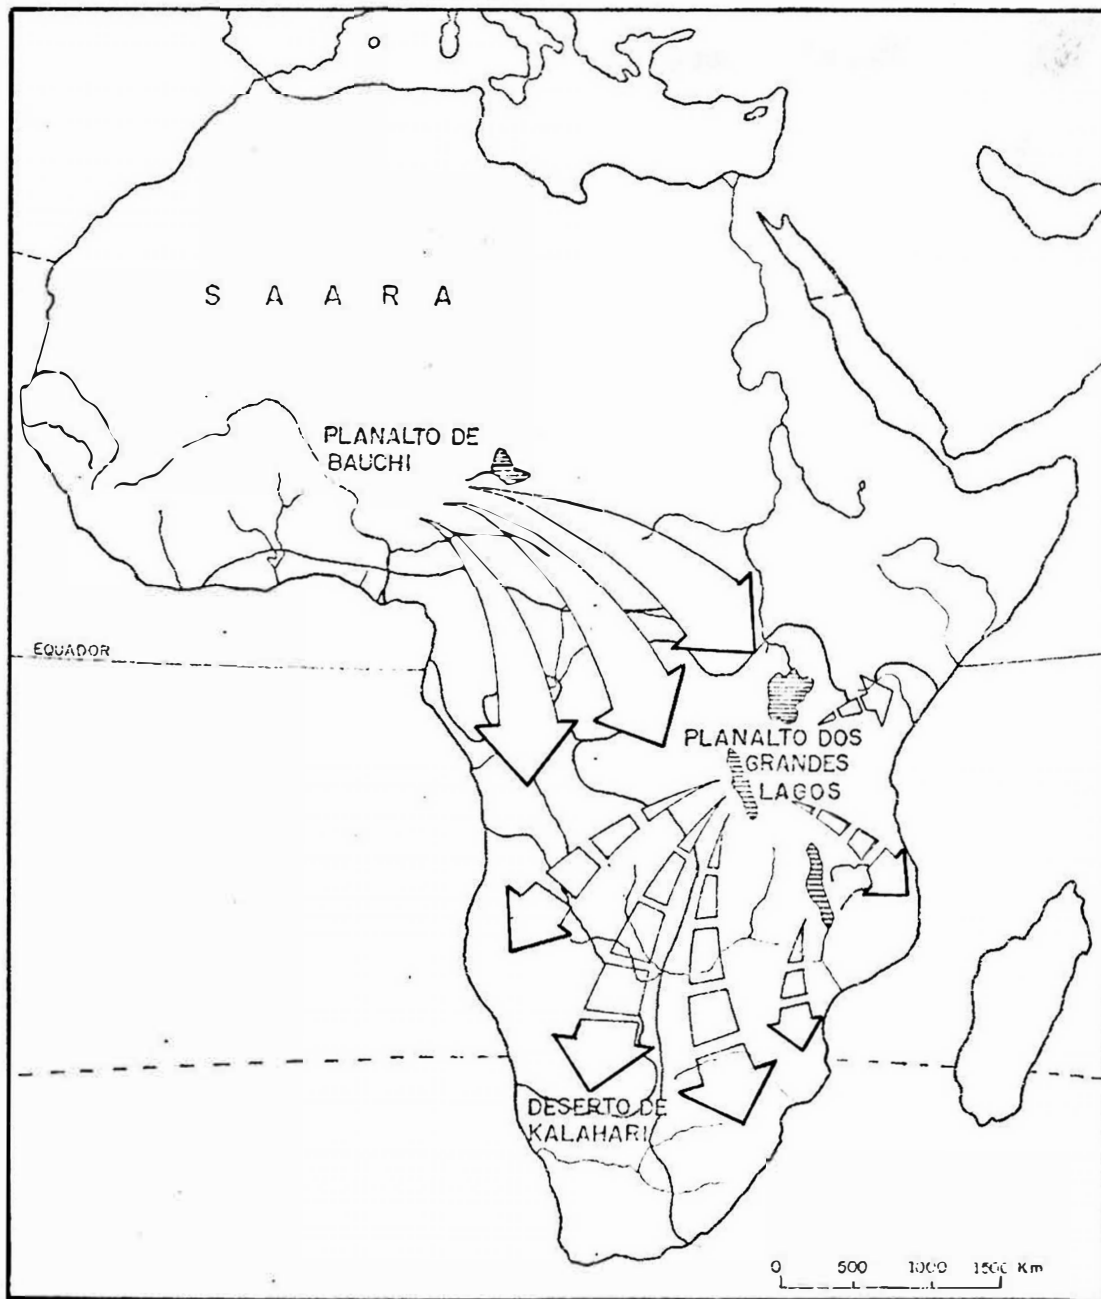 S A A R A
PLANALTO DE
BAUCHI
EQUADOR
PLANALTO DOS
GRANDES
LAGOS
DESERTO DE
KALAHARI
0 500 1000 1500 Km